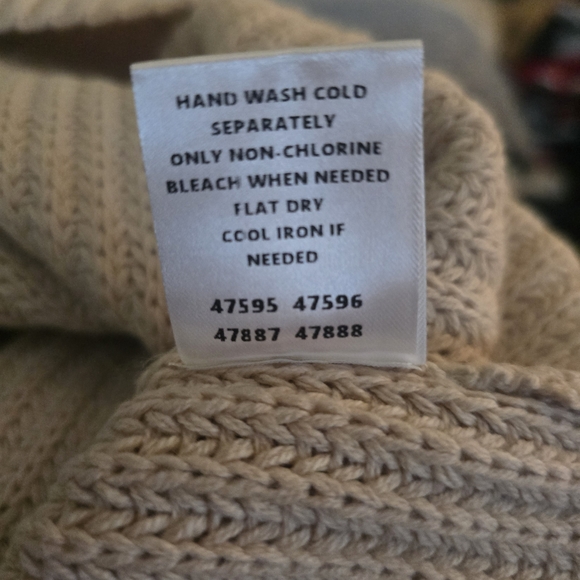 HAND WASH COLD
SEPARATELY
ONLY NON-CHLORINE
BLEACH WHEN NEEDED
FLAT DRY
COOL IRON IF
NEEDED
47595 47596
47887 47888